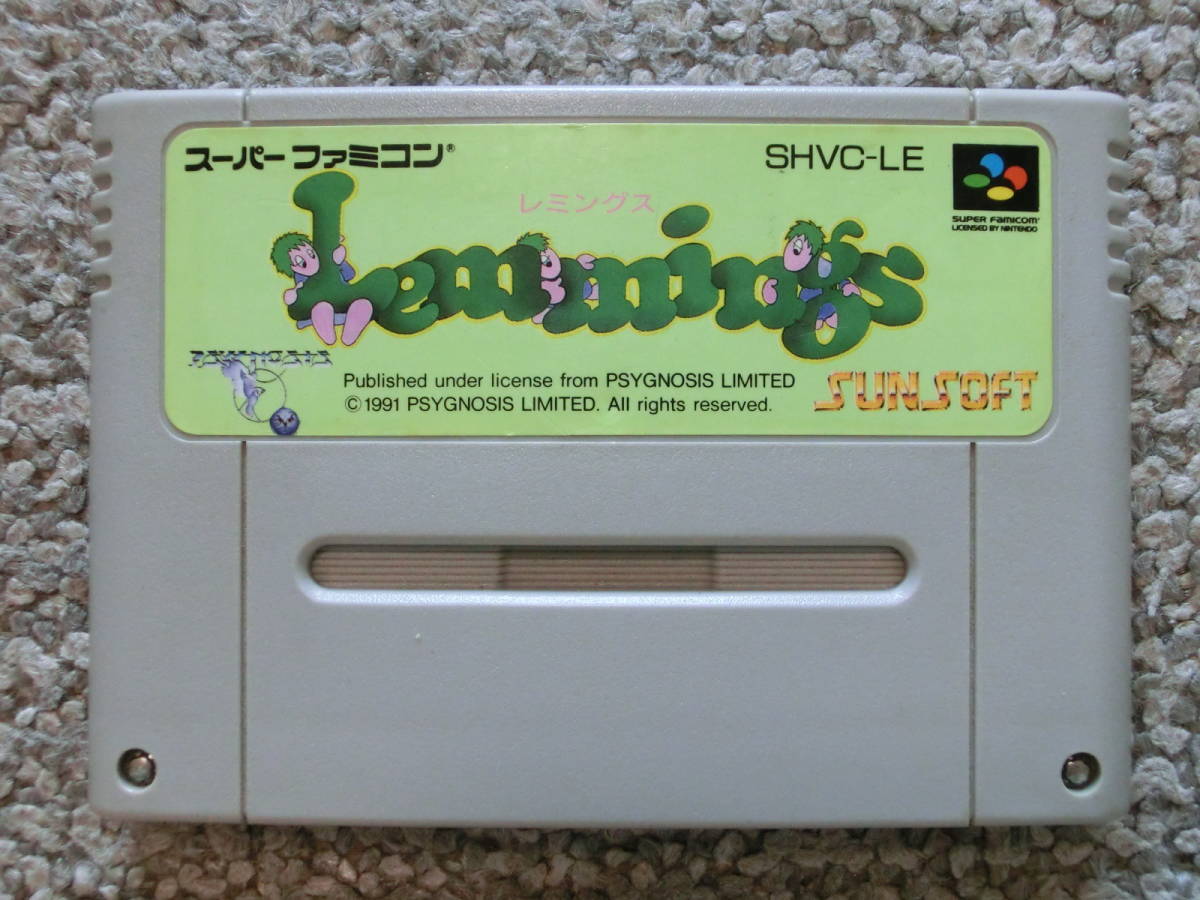 スーパーファミコン®
SHVC-LE
SUPER FAMICOM
LICENSED BY NINTENDO
レミングス
Lemmings
PSYGNOSIS
Published under license from PSYGNOSIS LIMITED
© 1991 PSYGNOSIS LIMITED. All rights reserved.
SUNSOFT